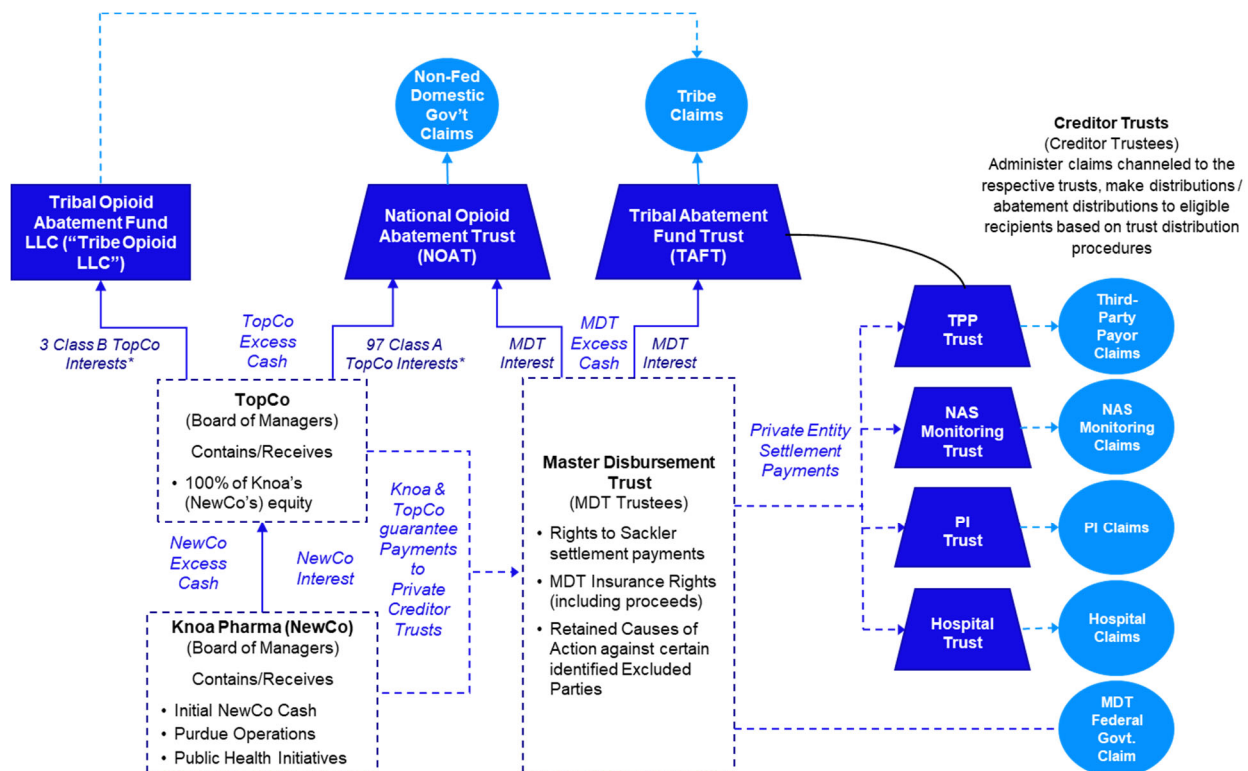 Non-Fed
Domestic
Gov't
Claims
Tribe
Claims
Creditor Trusts
(Creditor Trustees)
Administer claims channeled to the
respective trusts, make distributions /
abatement distributions to eligible
recipients based on trust distribution
procedures
Tribal Opioid
Abatement Fund
LLC ("Tribe Opioid
LLC")
National Opioid
Abatement Trust
(NOAT)
Tribal Abatement
Fund Trust
(TAFT)
3 Class B TopCo
Interests*
TopCo
Excess
Cash
97 Class A
TopCo Interests*
MDT
Interest
MDT
Excess
Cash
MDT
Interest
TPP
Trust
Third-
Party
Payor
Claims
TopCo
(Board of Managers)
Contains/Receives
• 100% of Knoa's
(NewCo's) equity
NAS
Monitoring
Trust
NAS
Monitoring
Claims
Private Entity
Settlement
Payments
Master Disbursement
Trust
(MDT Trustees)
• Rights to Sackler
settlement payments
• MDT Insurance Rights
(including proceeds)
• Retained Causes of
Action against certain
identified Excluded
Parties
Knoa &
TopCo
guarantee
Payments
to
Private
Creditor
Trusts
PI
Trust
PI Claims
NewCo
Excess
Cash
NewCo
Interest
Hospital
Trust
Hospital
Claims
Knoa Pharma (NewCo)
(Board of Managers)
Contains/Receives
• Initial NewCo Cash
• Purdue Operations
• Public Health Initiatives
MDT
Federal
Govt.
Claim